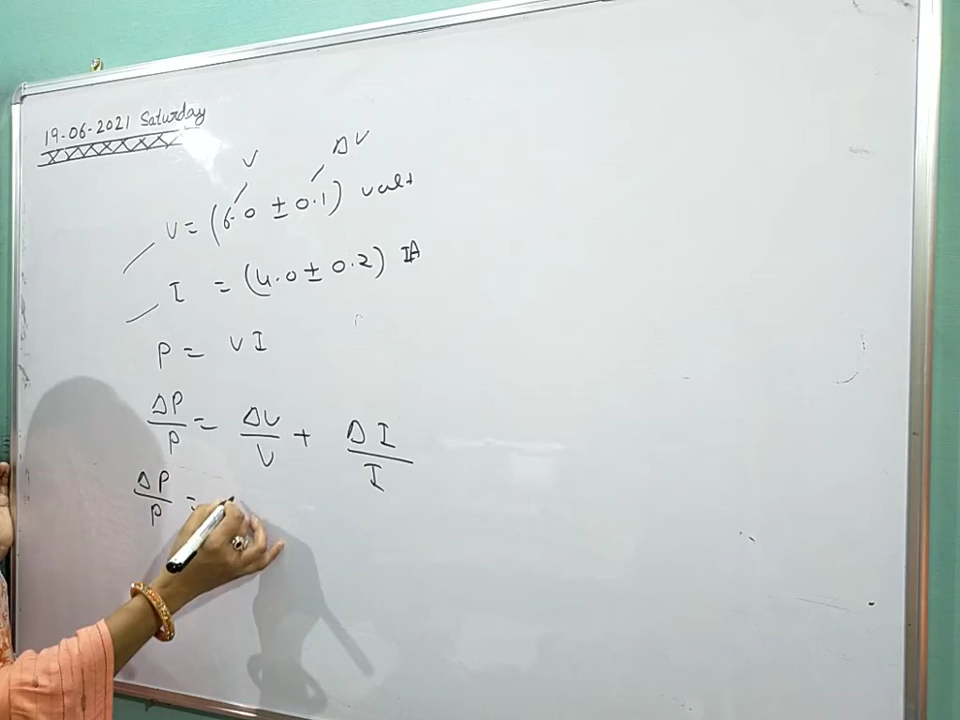 19-06-2021 Saturday
V ΔV
V = (6.0 ± 0.1) volt
I = (4.0 ± 0.2) A
P = VI
ΔP/P = ΔV/V + ΔI/I
ΔP/P =